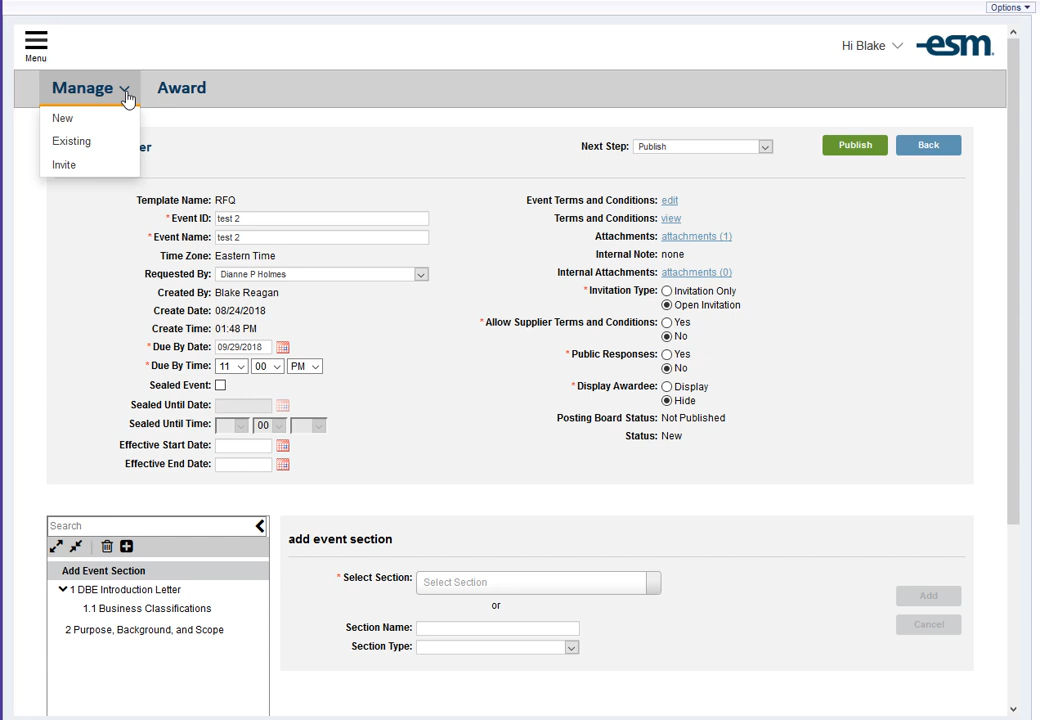 Options
Menu
Hi Blake
esm.
Manage
Award
New
Existing
Invite
er
Next Step: Publish
Publish
Back
Template Name: RFQ
* Event ID: test 2
* Event Name: test 2
Time Zone: Eastern Time
Requested By: Dianne P Holmes
Created By: Blake Reagan
Create Date: 08/24/2018
Create Time: 01:48 PM
* Due By Date: 09/29/2018
* Due By Time: 11 00 PM
Sealed Event:
Sealed Until Date:
Sealed Until Time: 00
Effective Start Date:
Effective End Date:
Event Terms and Conditions: edit
Terms and Conditions: view
Attachments: attachments (1)
Internal Note: none
Internal Attachments: attachments (0)
* Invitation Type: Invitation Only
Open Invitation
* Allow Supplier Terms and Conditions: Yes
No
* Public Responses: Yes
No
* Display Awardee: Display
Hide
Posting Board Status: Not Published
Status: New
Search
Add Event Section
1 DBE Introduction Letter
1.1 Business Classifications
2 Purpose, Background, and Scope
add event section
* Select Section: Select Section
or
Section Name:
Section Type:
Add
Cancel